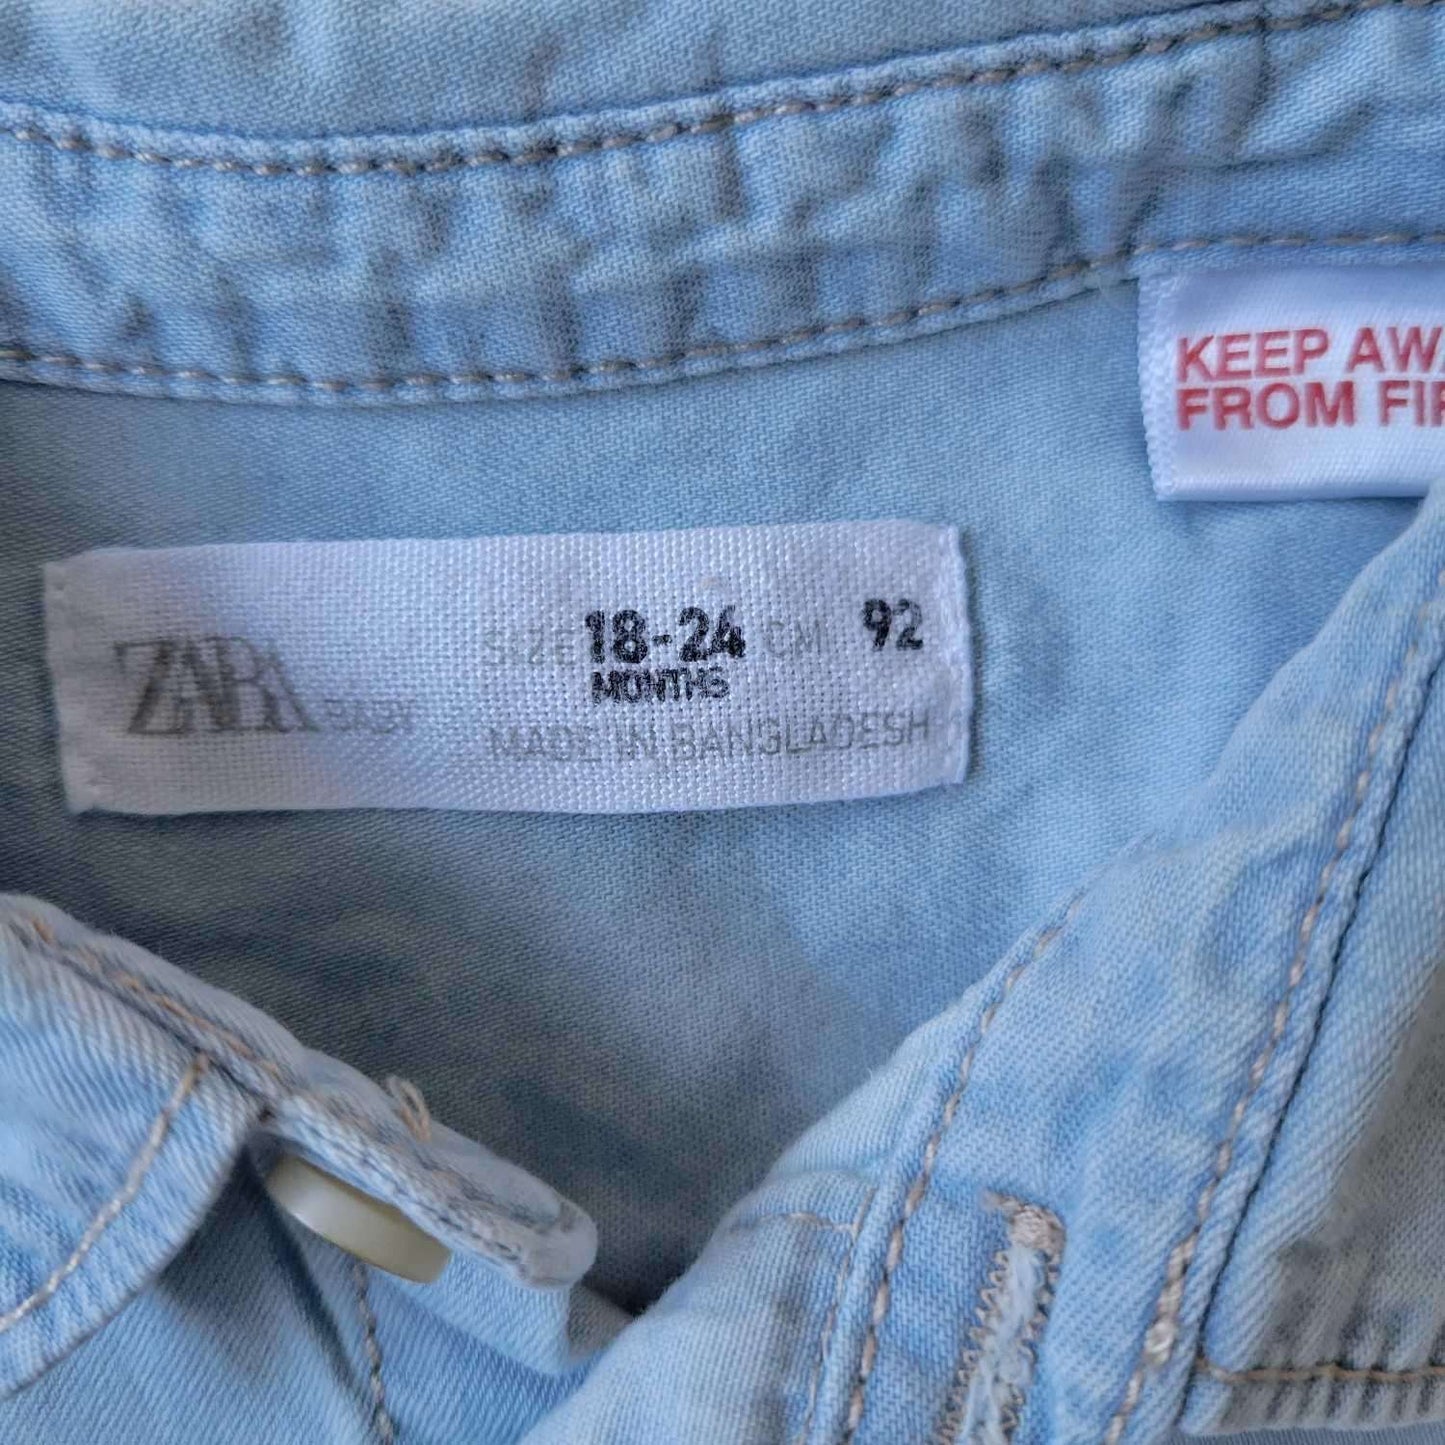 KEEP AWA
FROM FIR
ZARA BABY
SIZE 18-24 CM 92
MONTHS
MADE IN BANGLADESH